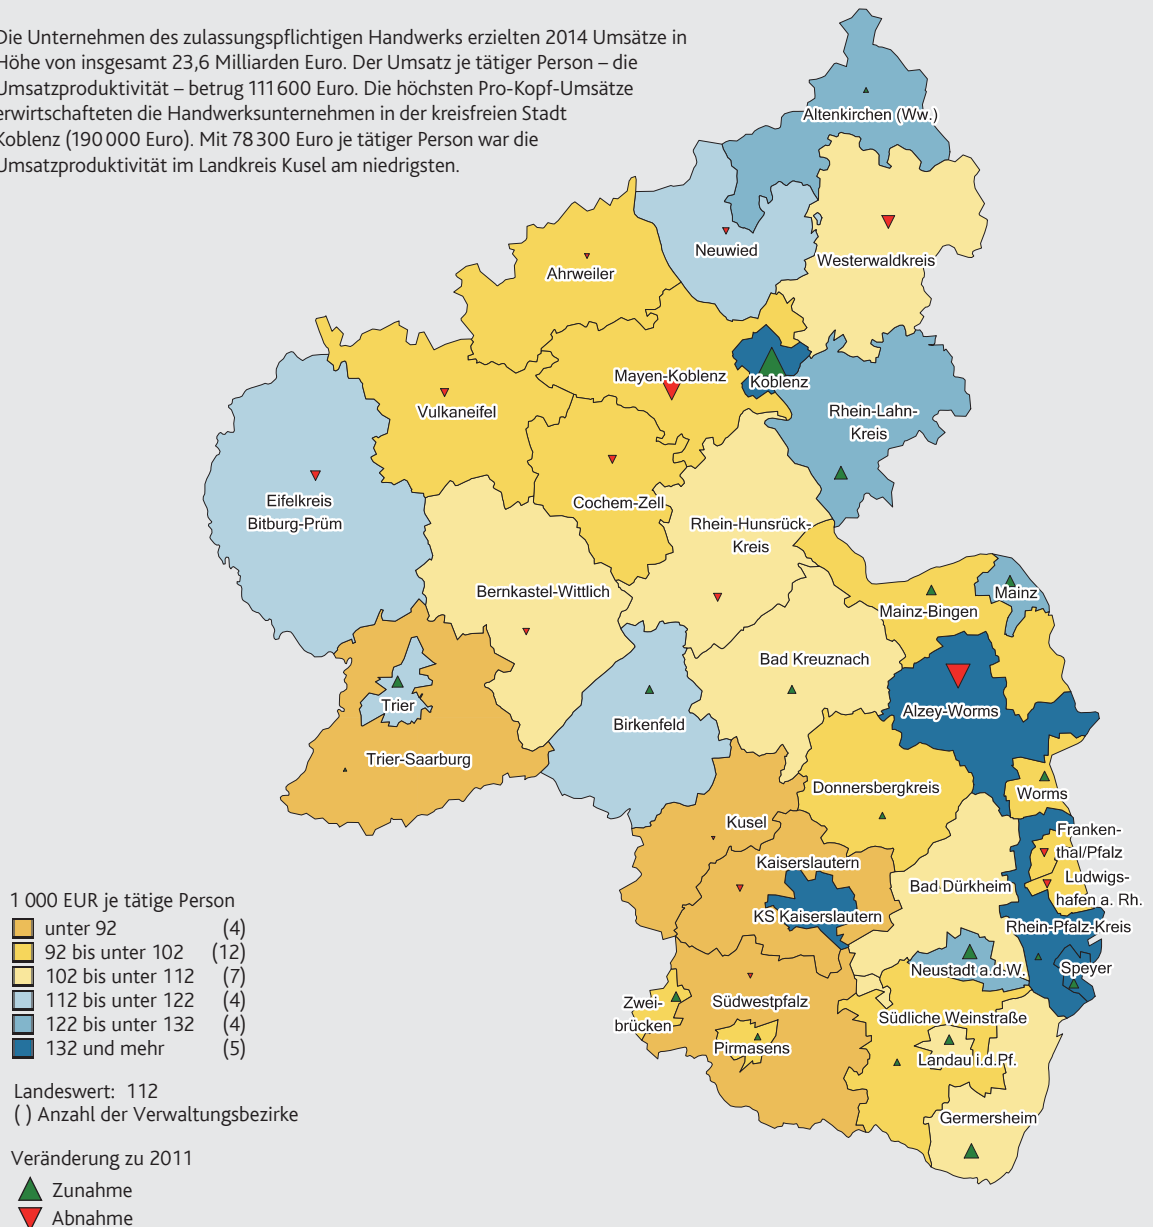 Die Unternehmen des zulassungspflichtigen Handwerks erzielten 2014 Umsätze in
Höhe von insgesamt 23,6 Milliarden Euro. Der Umsatz je tätiger Person – die
Umsatzproduktivität – betrug 111 600 Euro. Die höchsten Pro-Kopf-Umsätze
erwirtschafteten die Handwerksunternehmen in der kreisfreien Stadt
Koblenz (190 000 Euro). Mit 78 300 Euro je tätiger Person war die
Umsatzproduktivität im Landkreis Kusel am niedrigsten.
Altenkirchen (Ww.)
Neuwied
Westerwaldkreis
Ahrweiler
Mayen-Koblenz
Koblenz
Vulkaneifel
Rhein-Lahn-
Kreis
Eifelkreis
Bitburg-Prüm
Cochem-Zell
Rhein-Hunsrück-
Kreis
Bernkastel-Wittlich
Mainz
Mainz-Bingen
Bad Kreuznach
Trier
Birkenfeld
Alzey-Worms
Trier-Saarburg
Donnersbergkreis
Worms
Kusel
Franken-
thal/Pfalz
Kaiserslautern
Ludwigs-
hafen a. Rh.
Bad Dürkheim
KS Kaiserslautern
Rhein-Pfalz-Kreis
Neustadt a.d.W.
Speyer
Zwei-
brücken
Südwestpfalz
Südliche Weinstraße
Pirmasens
Landau i.d.Pf.
Germersheim
1 000 EUR je tätige Person
unter 92 (4)
92 bis unter 102 (12)
102 bis unter 112 (7)
112 bis unter 122 (4)
122 bis unter 132 (4)
132 und mehr (5)
Landeswert: 112
( ) Anzahl der Verwaltungsbezirke
Veränderung zu 2011
Zunahme
Abnahme